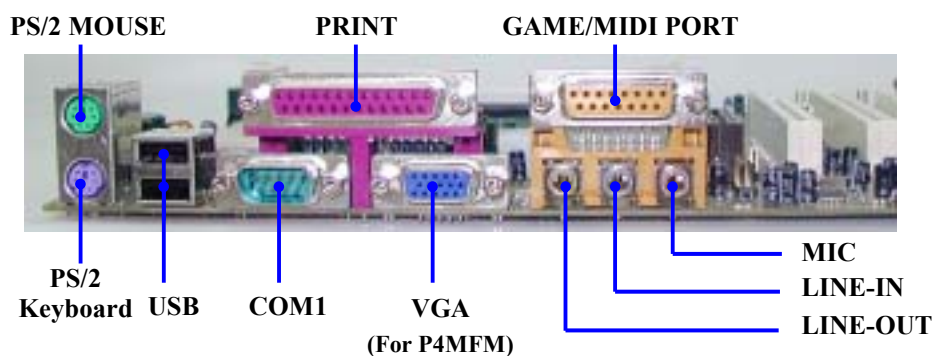 PS/2 MOUSE
PRINT
GAME/MIDI PORT
PS/2
Keyboard
USB
COM1
VGA
(For P4MFM)
MIC
LINE-IN
LINE-OUT